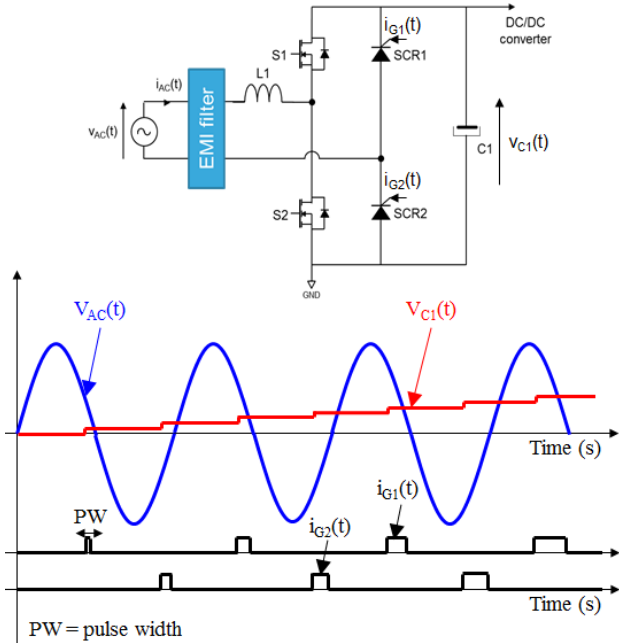 iG1(t)
DC/DC
converter
S1
SCR1
iAC(t)
L1
vAC(t)
EMI filter
C1
vC1(t)
iG2(t)
S2
SCR2
GND
VAC(t)
VC1(t)
Time (s)
PW
iG1(t)
iG2(t)
Time (s)
PW = pulse width